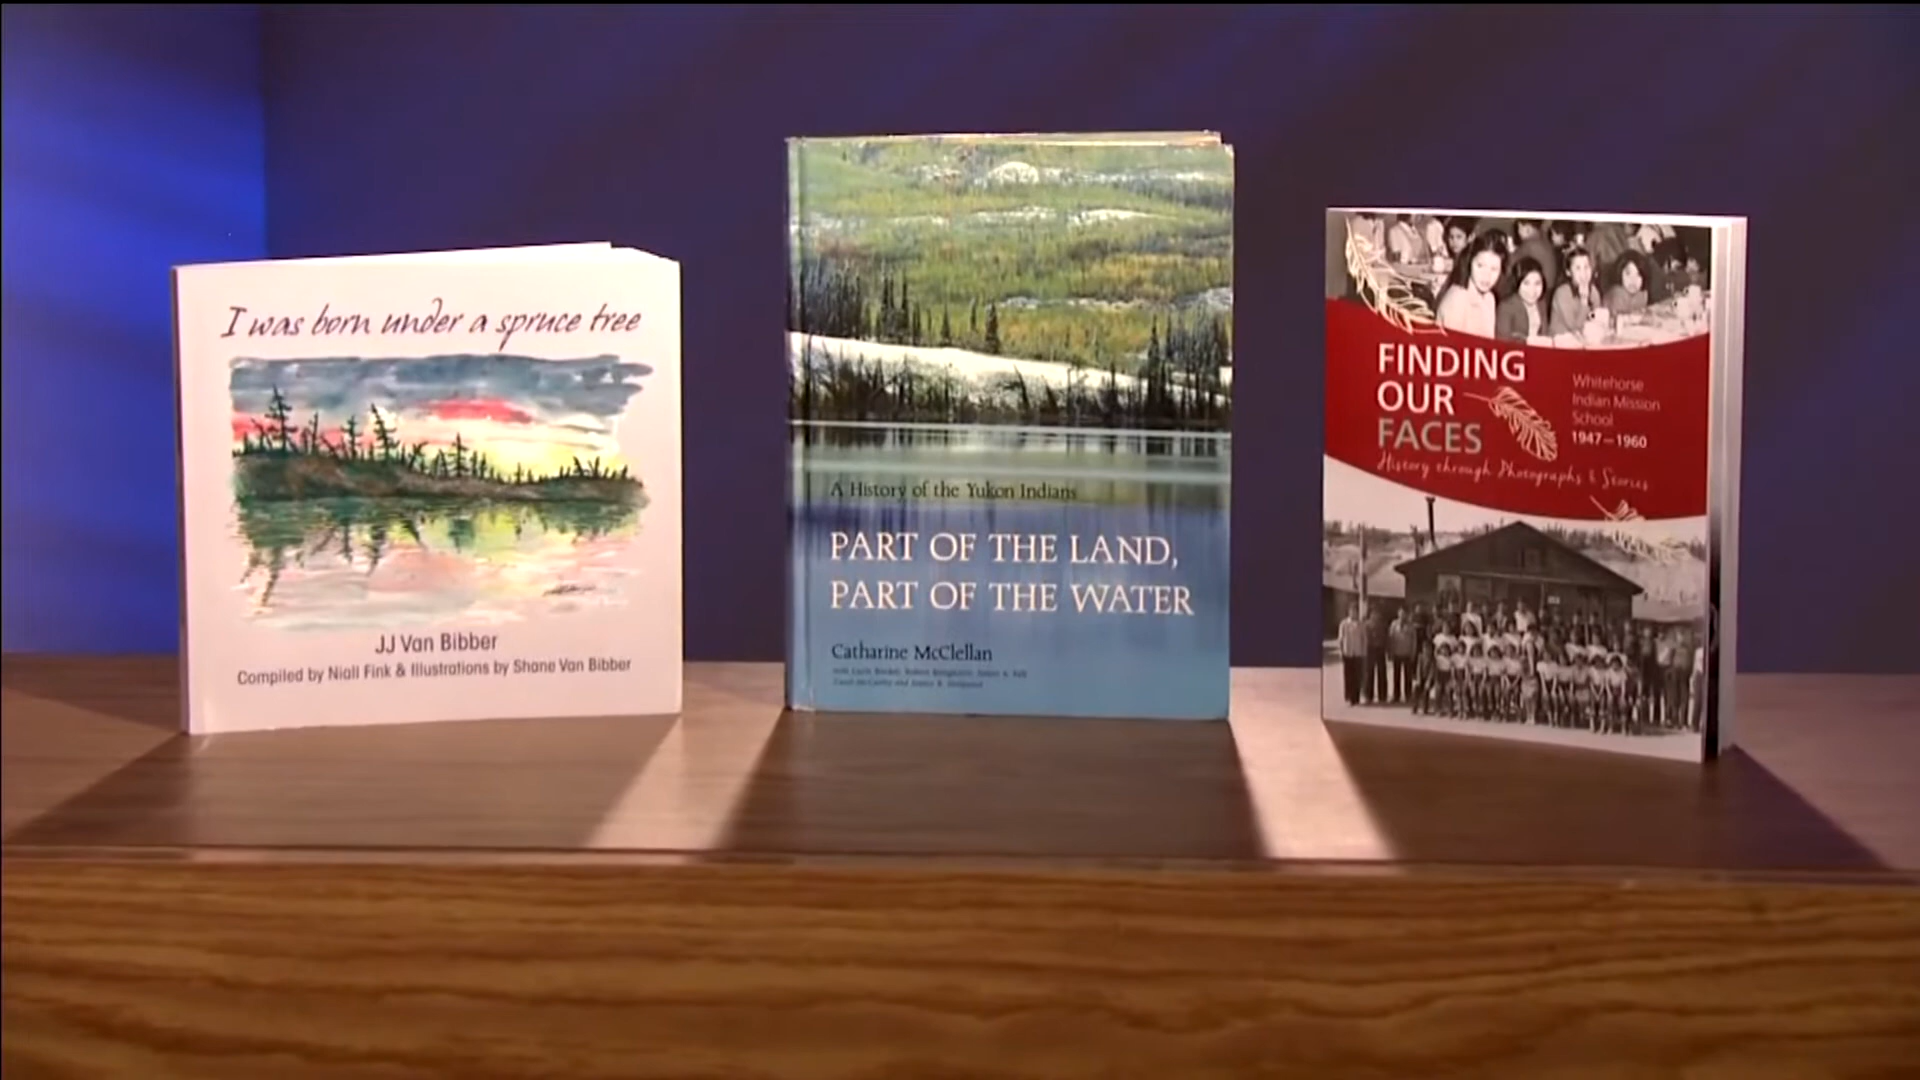 I was born under a spruce tree
JJ Van Bibber
Compiled by Niall Fink & Illustrations by Shane Van Bibber
A History of the Yukon Indians
PART OF THE LAND,
PART OF THE WATER
Catharine McClellan
FINDING
OUR
FACES
Whitehorse
Indian Mission
School
1947–1960
History through Photographs & Stories